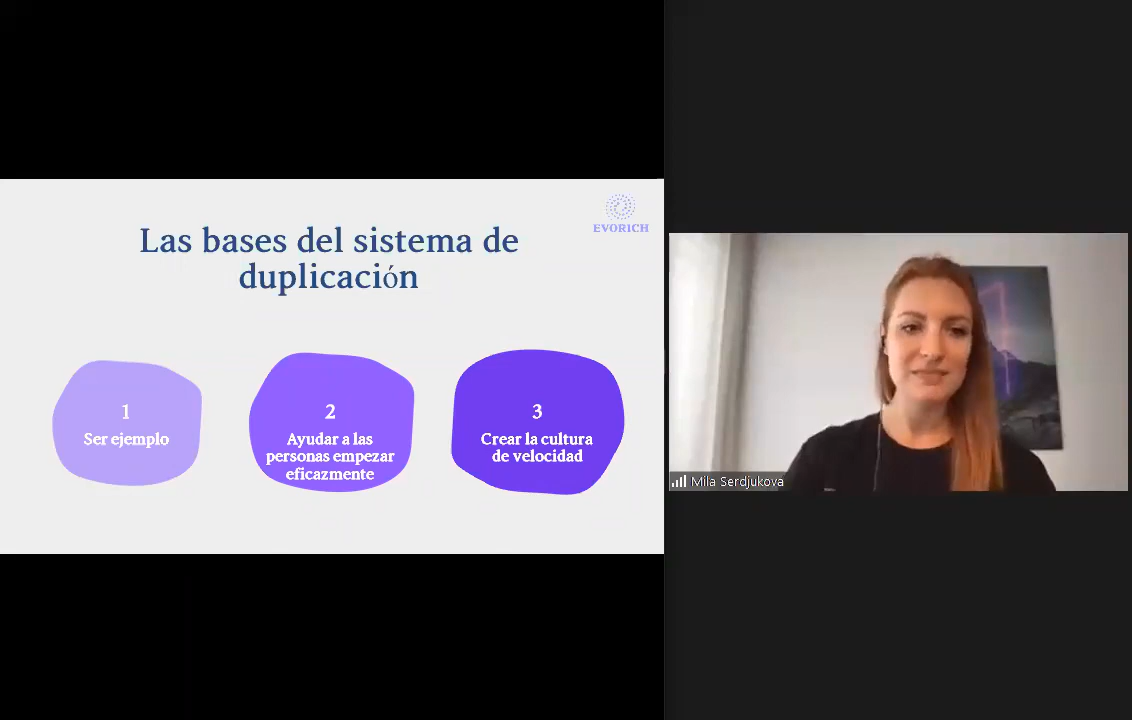 EVORICH
Las bases del sistema de
duplicación
1
Ser ejemplo
2
Ayudar a las
personas empezar
eficazmente
3
Crear la cultura
de velocidad
Mila Serdjukova